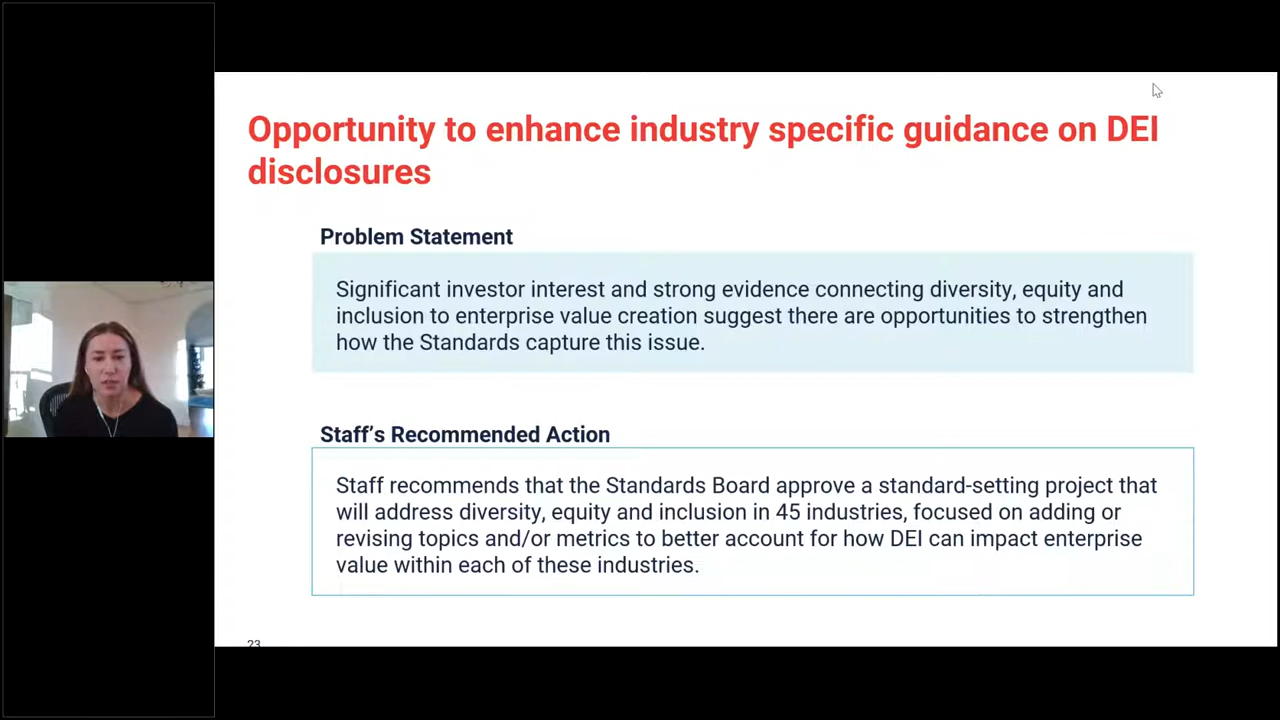 Opportunity to enhance industry specific guidance on DEI
disclosures
Problem Statement
Significant investor interest and strong evidence connecting diversity, equity and
inclusion to enterprise value creation suggest there are opportunities to strengthen
how the Standards capture this issue.
Staff’s Recommended Action
Staff recommends that the Standards Board approve a standard-setting project that
will address diversity, equity and inclusion in 45 industries, focused on adding or
revising topics and/or metrics to better account for how DEI can impact enterprise
value within each of these industries.
23